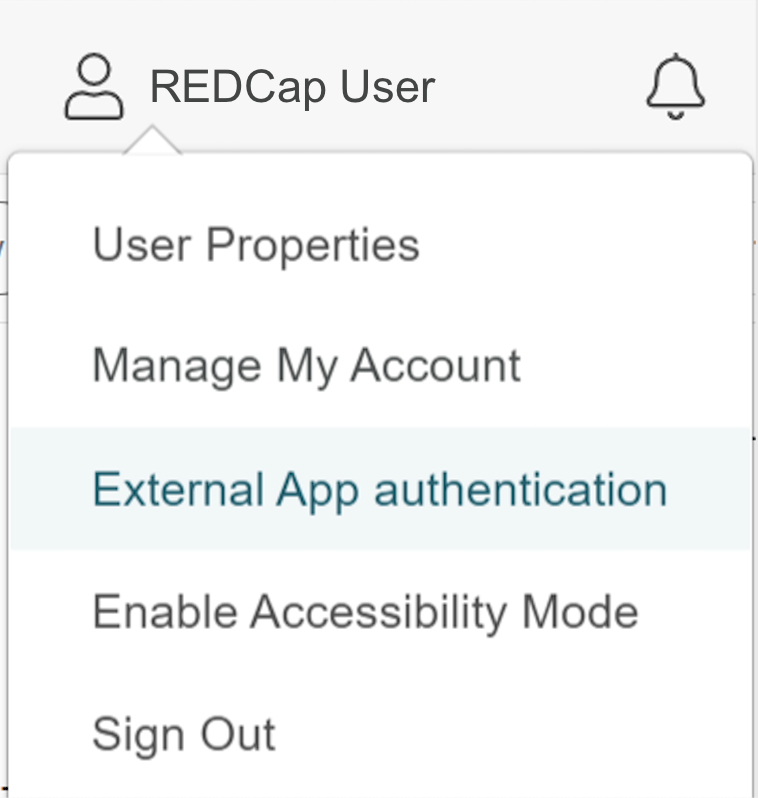 REDCap User
User Properties
Manage My Account
External App authentication
Enable Accessibility Mode
Sign Out